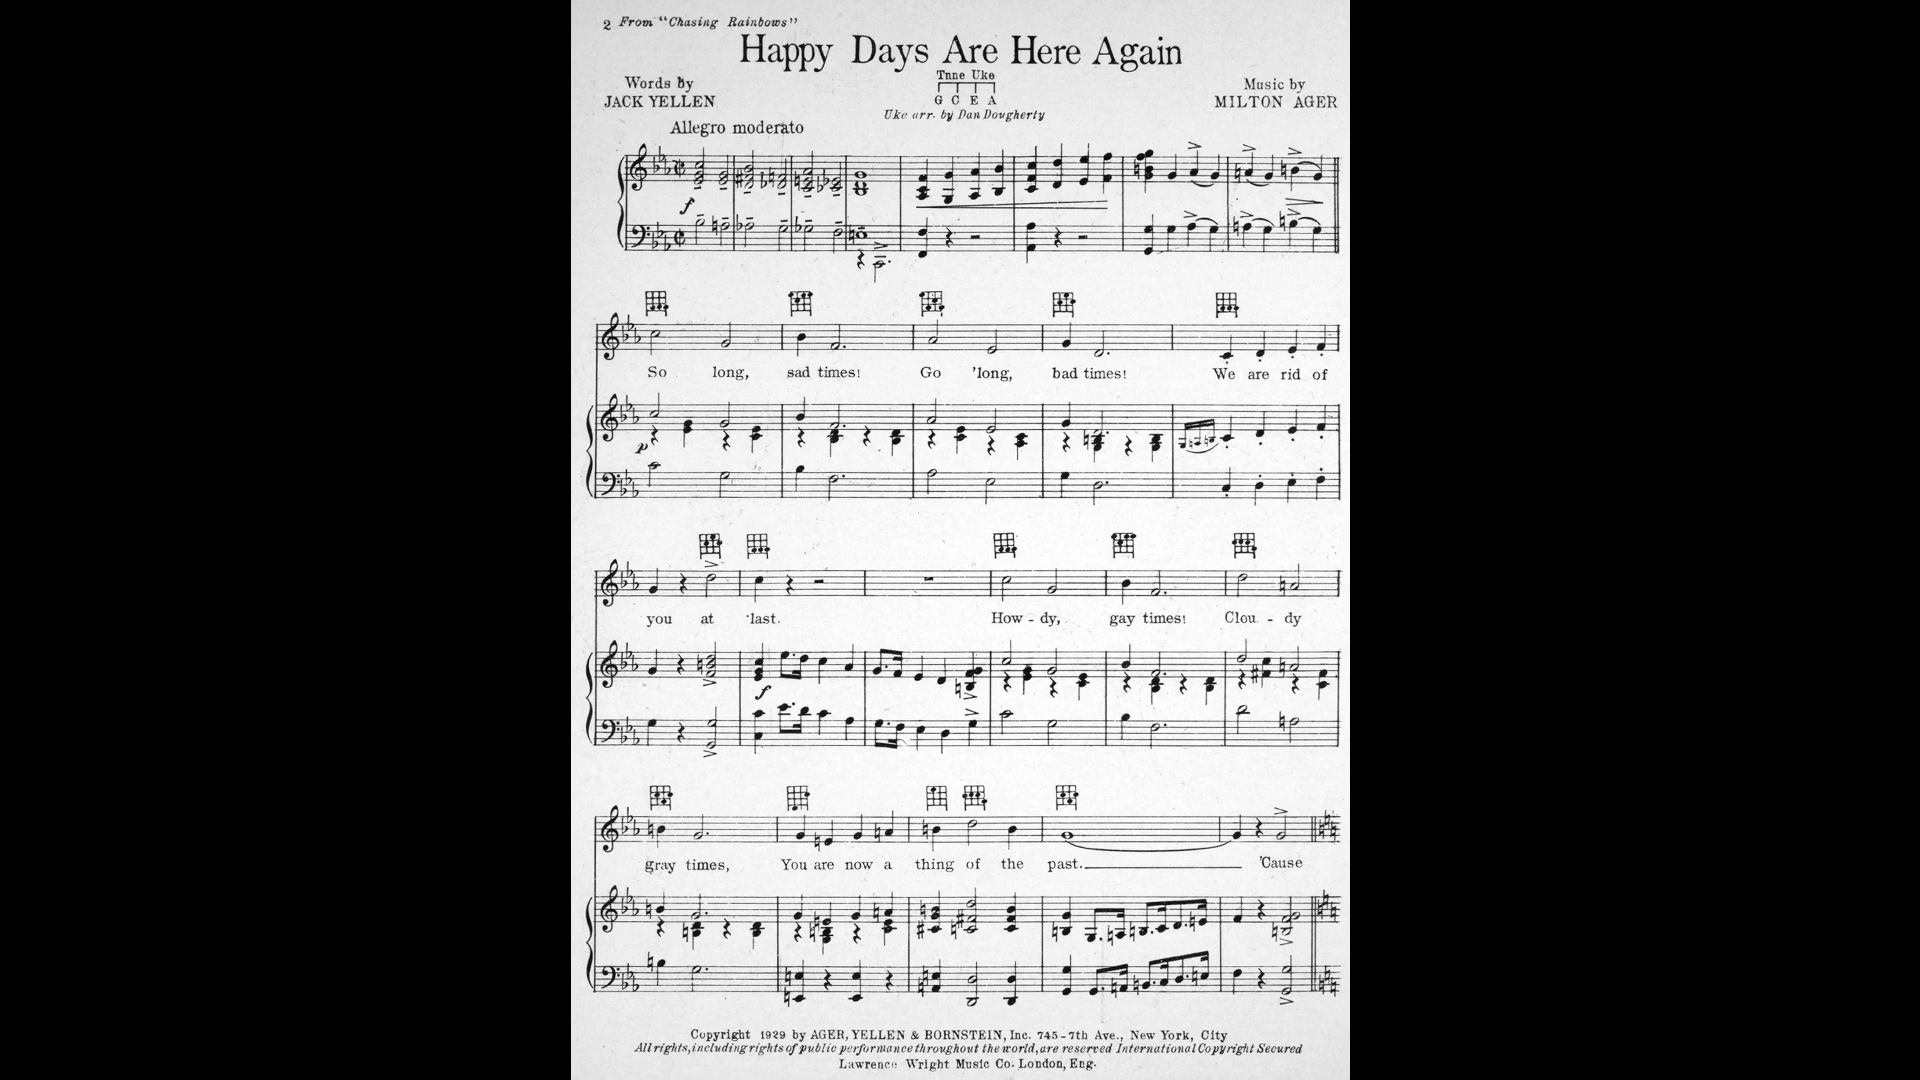 2 From "Chasing Rainbows"
Happy Days Are Here Again
Words by
JACK YELLEN
Tnne Uke
G C E A
Uke arr. by Dan Dougherty
Music by
MILTON AGER
Allegro moderato
f
So long, sad times! Go 'long, bad times! We are rid of
p
you at last. How - dy, gay times! Clou - dy
f
gray times, You are now a thing of the past. 'Cause
Copyright 1929 by AGER, YELLEN & BORNSTEIN, Inc. 745-7th Ave., New York, City
All rights, including rights of public performance throughout the world, are reserved International Copyright Secured
Lawrence Wright Music Co. London, Eng.